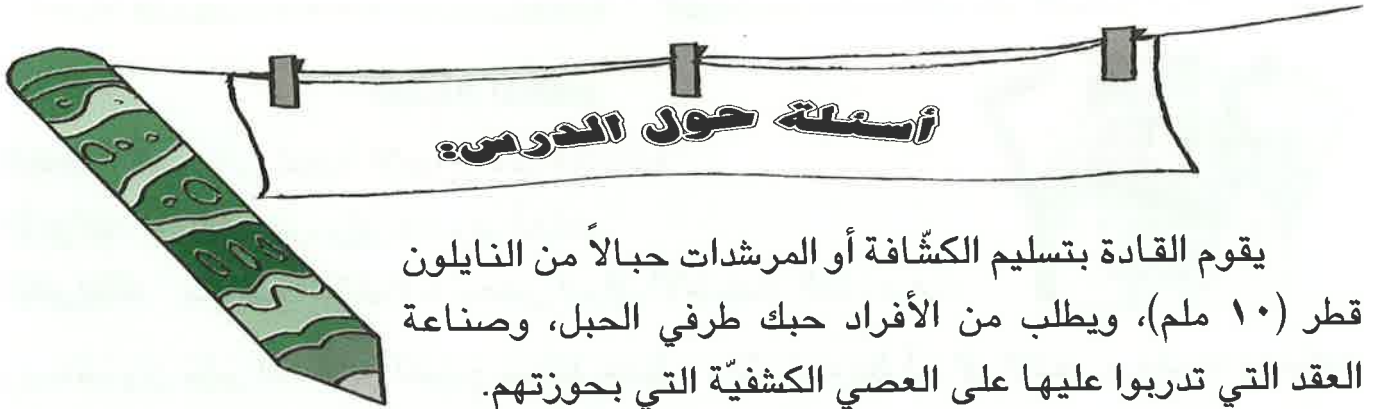 أسئلة حول الدرس:
يقوم القادة بتسليم الكشّافة أو المرشدات حبالاً من النايلون
قطر (١٠ ملم)، ويطلب من الأفراد حبك طرفي الحبل، وصناعة
العقد التي تدربوا عليها على العصي الكشفيّة التي بحوزتهم.